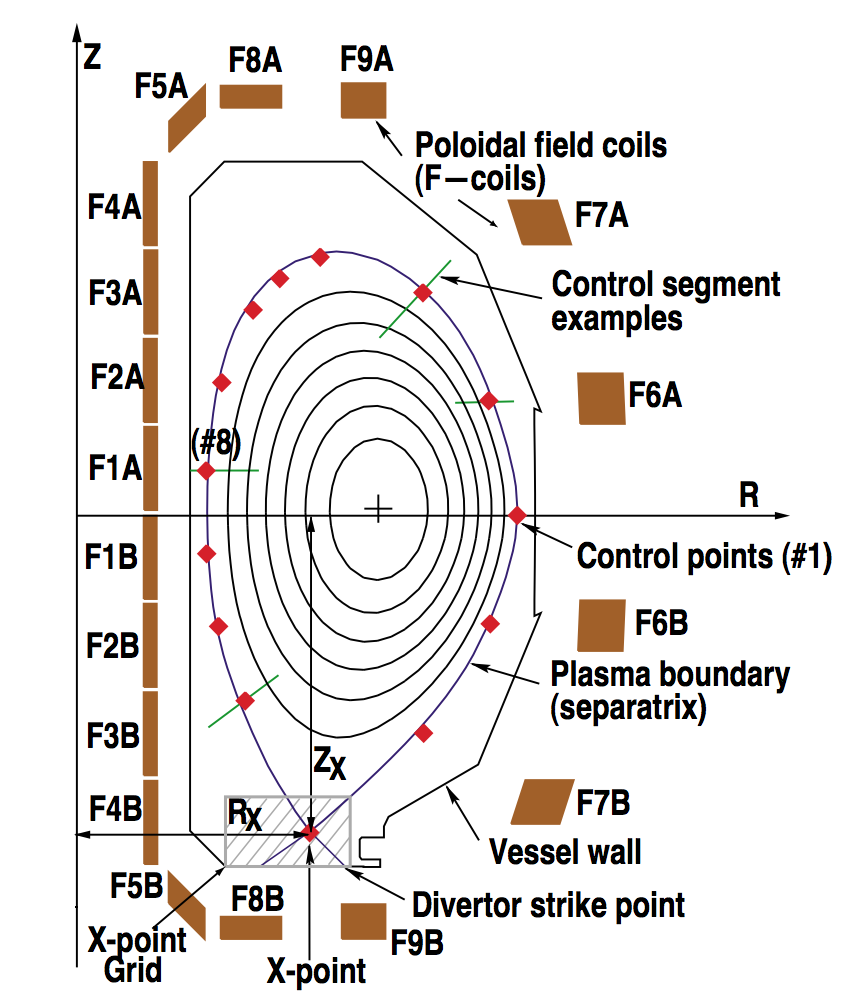 Z
F5A
F8A
F9A
Poloidal field coils
(F—coils)
F4A
F7A
F3A
Control segment
examples
F2A
F6A
(#8)
F1A
R
F1B
Control points (#1)
F2B
F6B
Plasma boundary
(separatrix)
F3B
ZX
F4B
RX
F7B
Vessel wall
F5B
F8B
Divertor strike point
X-point
Grid
F9B
X-point